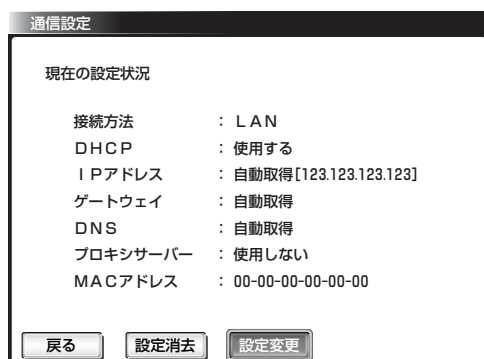 通信設定
現在の設定状況
接続方法 : ＬＡＮ
ＤＨＣＰ : 使用する
ＩＰアドレス : 自動取得[123.123.123.123]
ゲートウェイ : 自動取得
ＤＮＳ : 自動取得
プロキシサーバー : 使用しない
ＭＡＣアドレス : 00-00-00-00-00-00
戻る 設定消去 設定変更